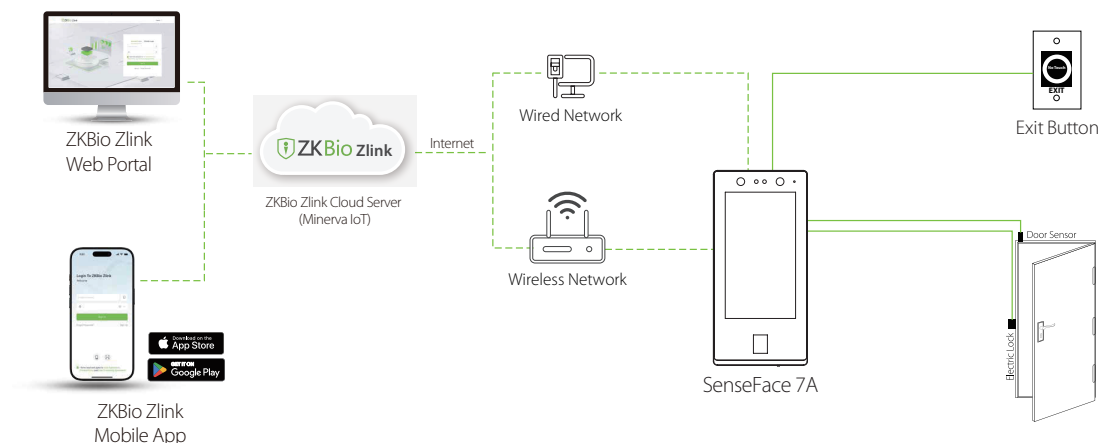 ZKBio Zlink
Web Portal
ZKBio Zlink
ZKBio Zlink Cloud Server
(Minerva IoT)
Internet
Wired Network
Wireless Network
No Touch
EXIT
Exit Button
SenseFace 7A
Door Sensor
Electric Lock
Login To ZKBio Zlink
Download on the
App Store
GET IT ON
Google Play
ZKBio Zlink
Mobile App